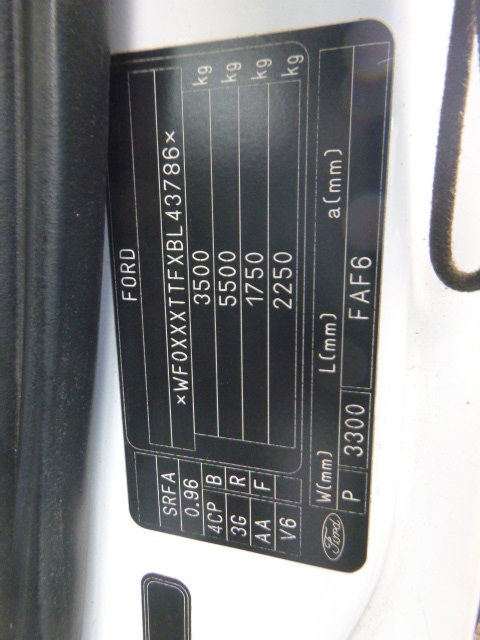 FORD
*WF0XXXTTFXBL43786*
3500 kg
5500 kg
1750 kg
2250 kg
SRFA
0.96
4CP B
3G R
AA F
V6
W(mm) L(mm) a(mm)
Ford P 3300 FAF6